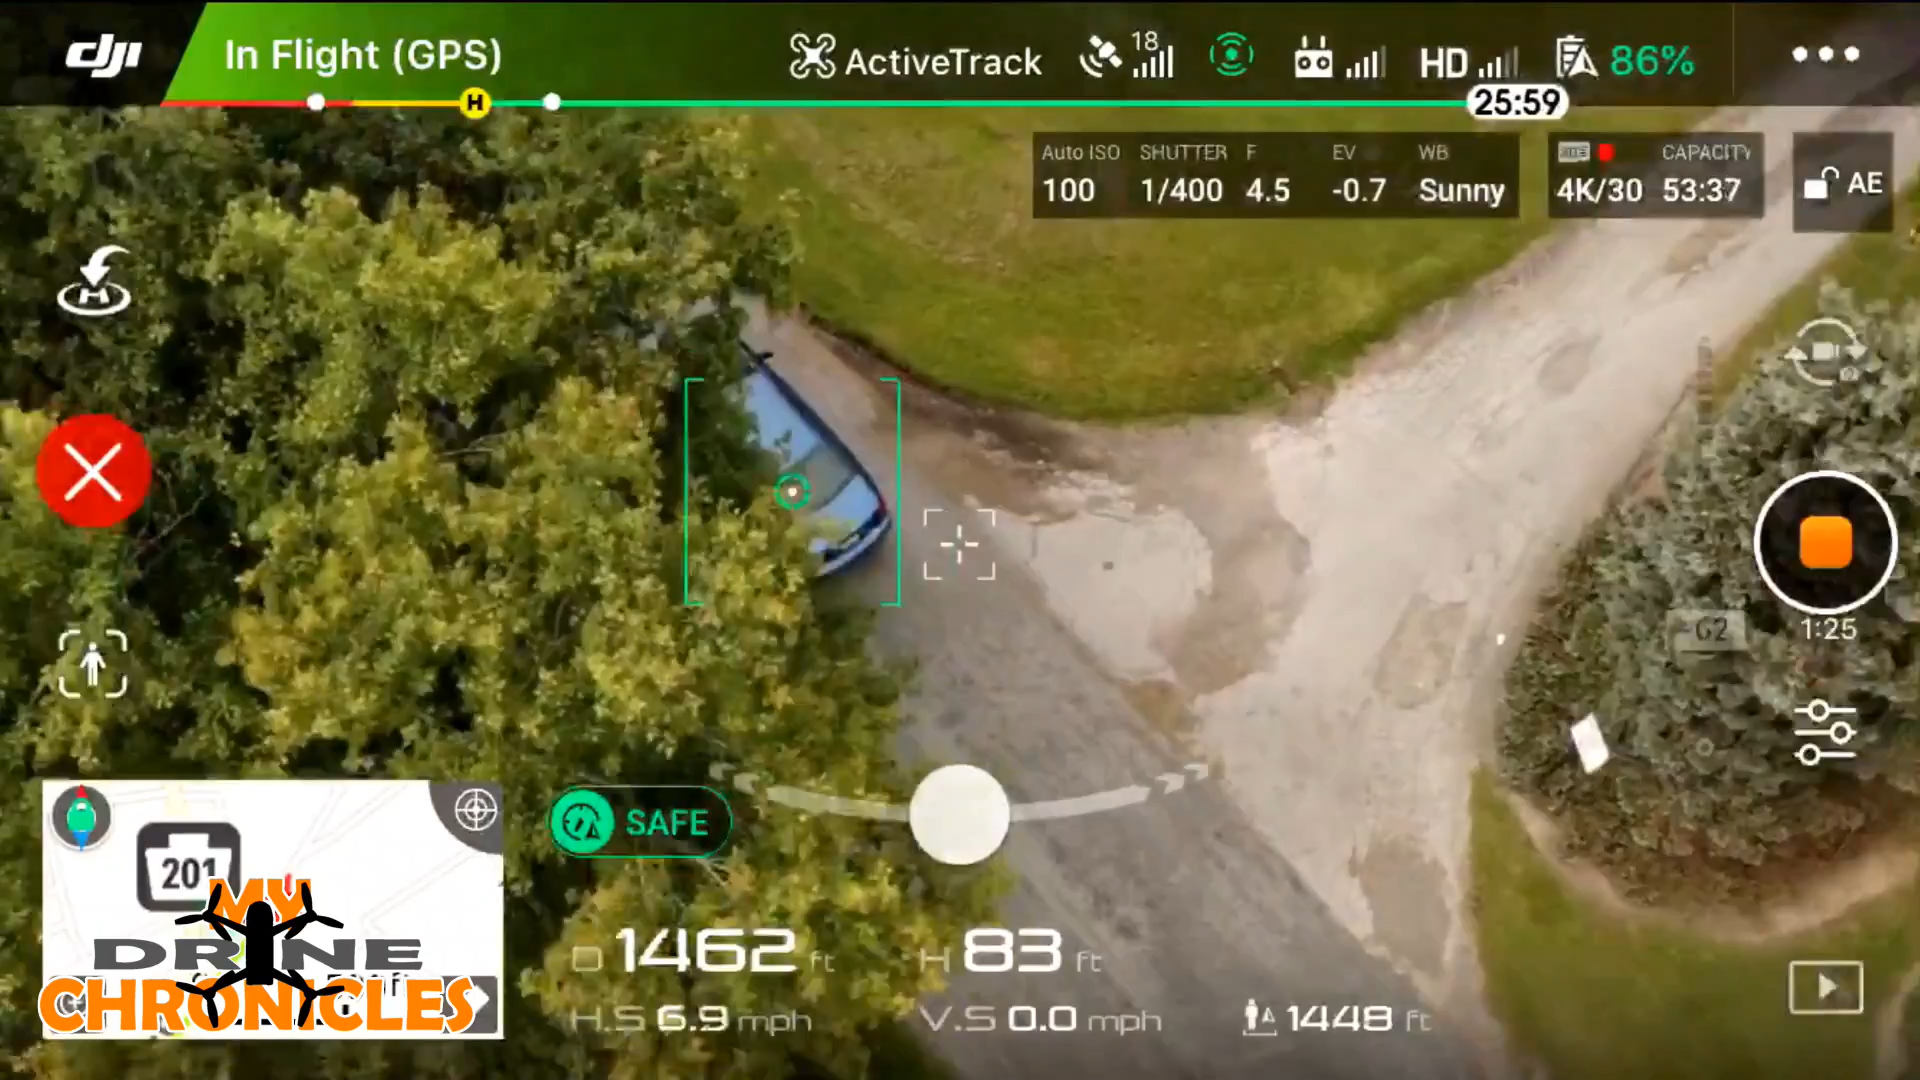 dji In Flight (GPS) ActiveTrack 18 HD 86%
H 25:59
Auto ISO SHUTTER F EV WB CAPACITY
100 1/400 4.5 -0.7 Sunny 4K/30 53:37 AE
G2
1:25
SAFE
201
MY
DRONE
CHRONICLES
D 1462 ft H 83 ft
H.S 6.9 mph V.S 0.0 mph 1448 ft